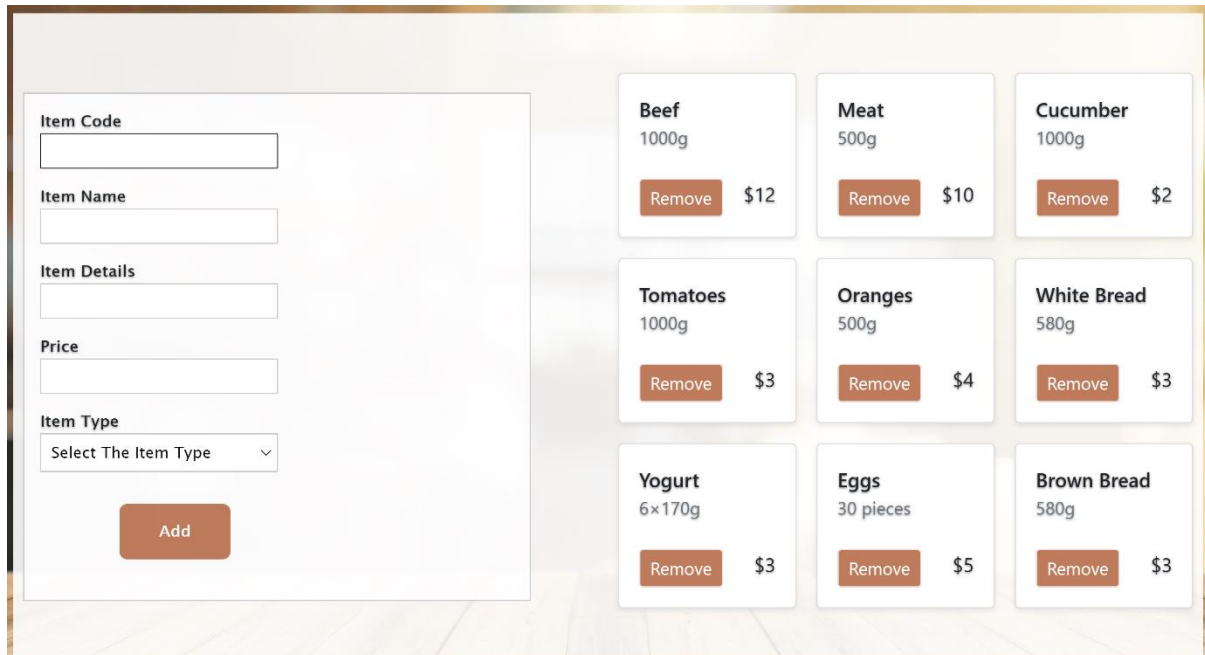 Item Code
Item Name
Item Details
Price
Item Type
Select The Item Type
Add
Beef
1000g
Remove $12
Meat
500g
Remove $10
Cucumber
1000g
Remove $2
Tomatoes
1000g
Remove $3
Oranges
500g
Remove $4
White Bread
580g
Remove $3
Yogurt
6×170g
Remove $3
Eggs
30 pieces
Remove $5
Brown Bread
580g
Remove $3